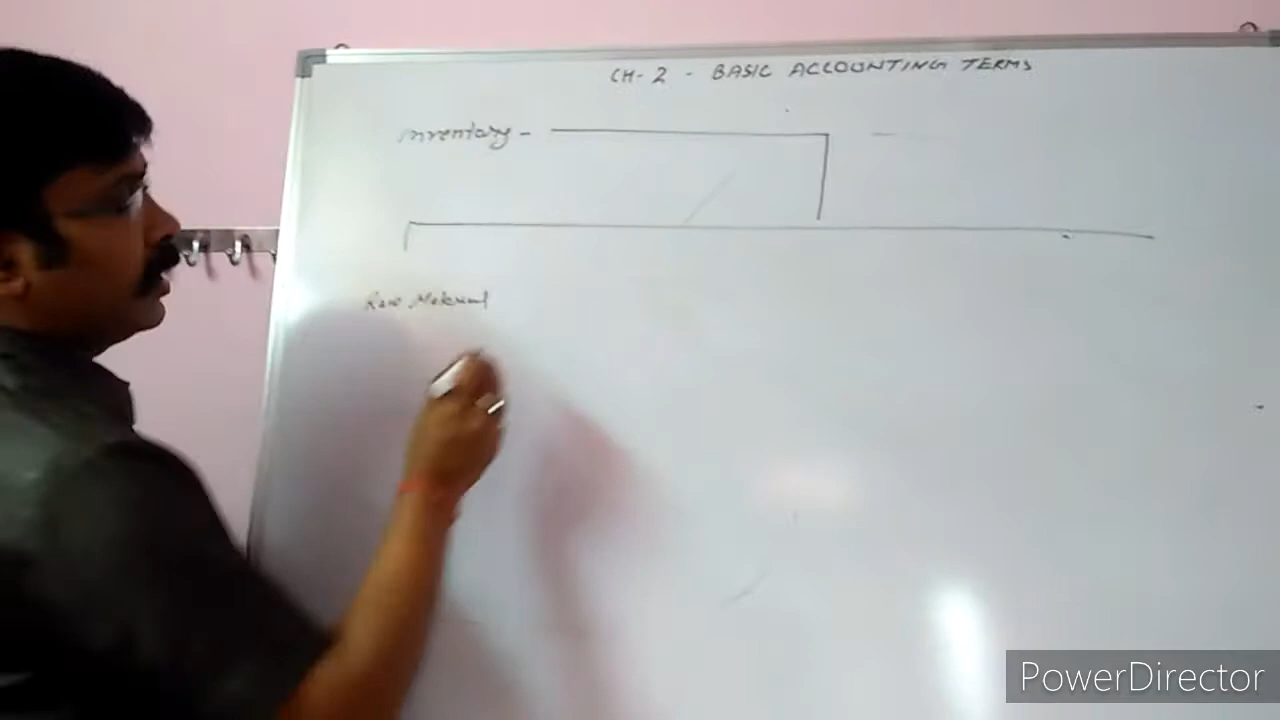 CH-2 - BASIC ACCOUNTING TERMS
Inventory -
Raw Material
PowerDirector